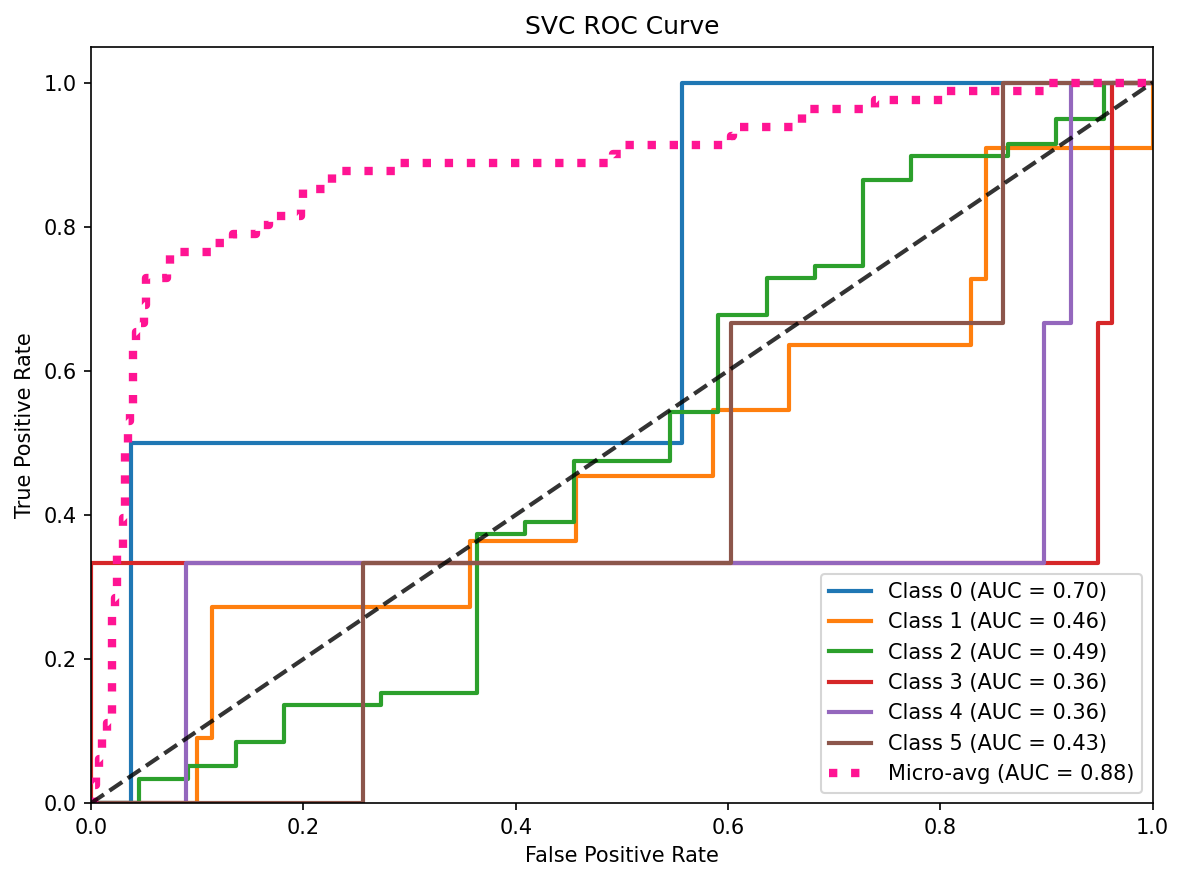 SVC ROC Curve
True Positive Rate
1.0
0.8
0.6
0.4
0.2
0.0
0.0 0.2 0.4 0.6 0.8 1.0
False Positive Rate
Class 0 (AUC = 0.70)
Class 1 (AUC = 0.46)
Class 2 (AUC = 0.49)
Class 3 (AUC = 0.36)
Class 4 (AUC = 0.36)
Class 5 (AUC = 0.43)
Micro-avg (AUC = 0.88)